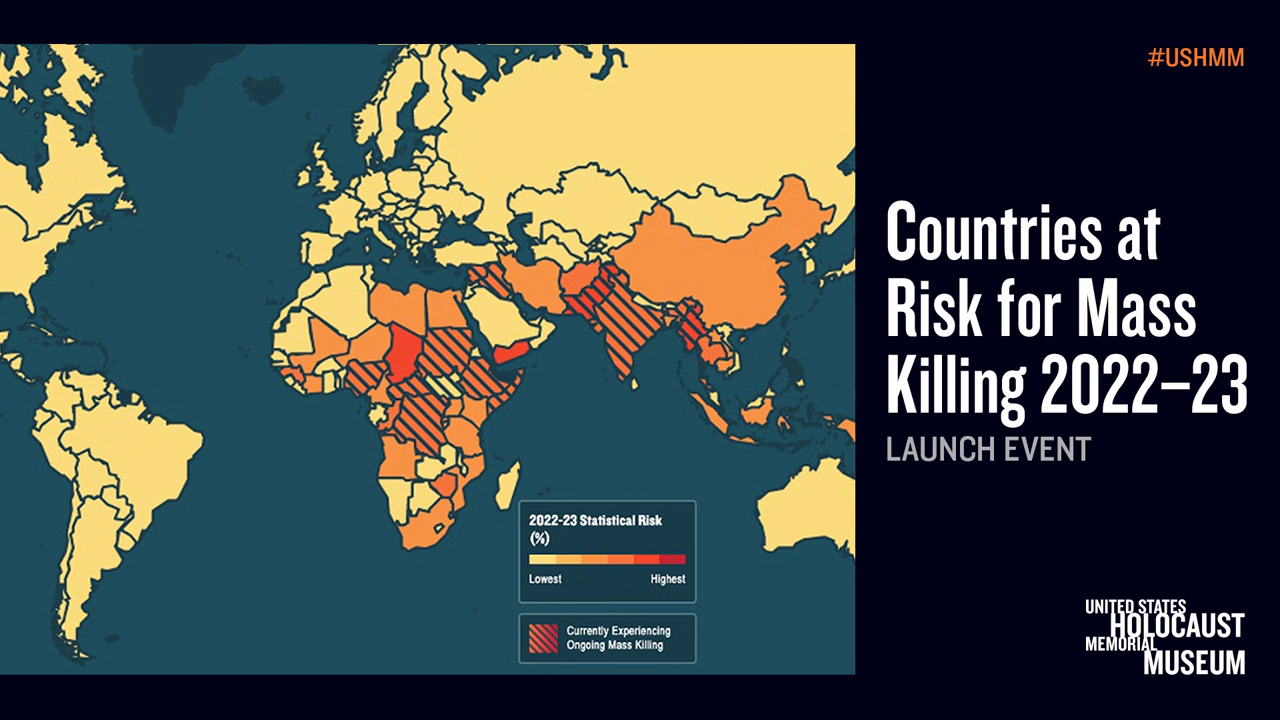 #USHMM
Countries at
Risk for Mass
Killing 2022–23
LAUNCH EVENT
2022-23 Statistical Risk
(%)
Lowest Highest
Currently Experiencing
Ongoing Mass Killing
UNITED STATES
HOLOCAUST
MEMORIAL
MUSEUM